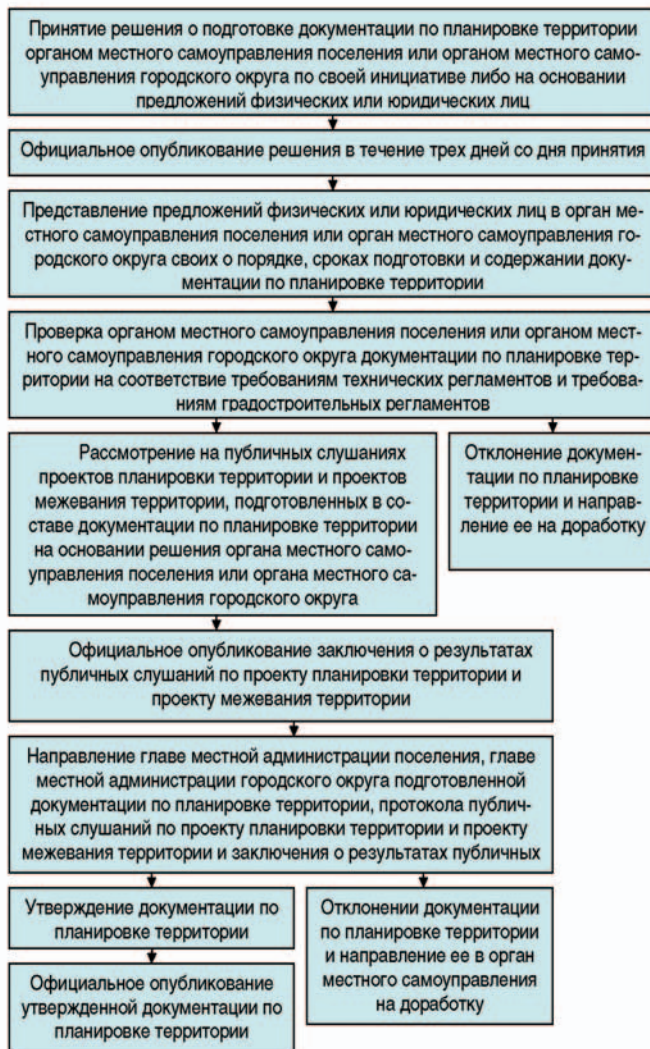 Принятие решения о подготовке документации по планировке территории
органом местного самоуправления поселения или органом местного само-
управления городского округа по своей инициативе либо на основании
предложений физических или юридических лиц
Официальное опубликование решения в течение трех дней со дня принятия
Представление предложений физических или юридических лиц в орган ме-
стного самоуправления поселения или орган местного самоуправления го-
родского округа своих о порядке, сроках подготовки и содержании доку-
ментации по планировке территории
Проверка органом местного самоуправления поселения или органом мест-
ного самоуправления городского округа документации по планировке тер-
ритории на соответствие требованиям технических регламентов и требова-
ниям градостроительных регламентов
Рассмотрение на публичных слушаниях
проектов планировки территории и проектов
межевания территории, подготовленных в со-
ставе документации по планировке территории
на основании решения органа местного само-
управления поселения или органа местного са-
моуправления городского округа
Отклонение докумен-
тации по планировке
территории и направ-
ление ее на доработку
Официальное опубликование заключения о результатах
публичных слушаний по проекту планировки территории и
проекту межевания территории
Направление главе местной администрации поселения, главе
местной администрации городского округа подготовленной
документации по планировке территории, протокола публич-
ных слушаний по проекту планировки территории и проекту
межевания территории и заключения о результатах публичных
Утверждение документации по
планировке территории
Отклонении документации
по планировке территории
и направление ее в орган
местного самоуправления
на доработку
Официальное опубликование
утвержденной документации по
планировке территории